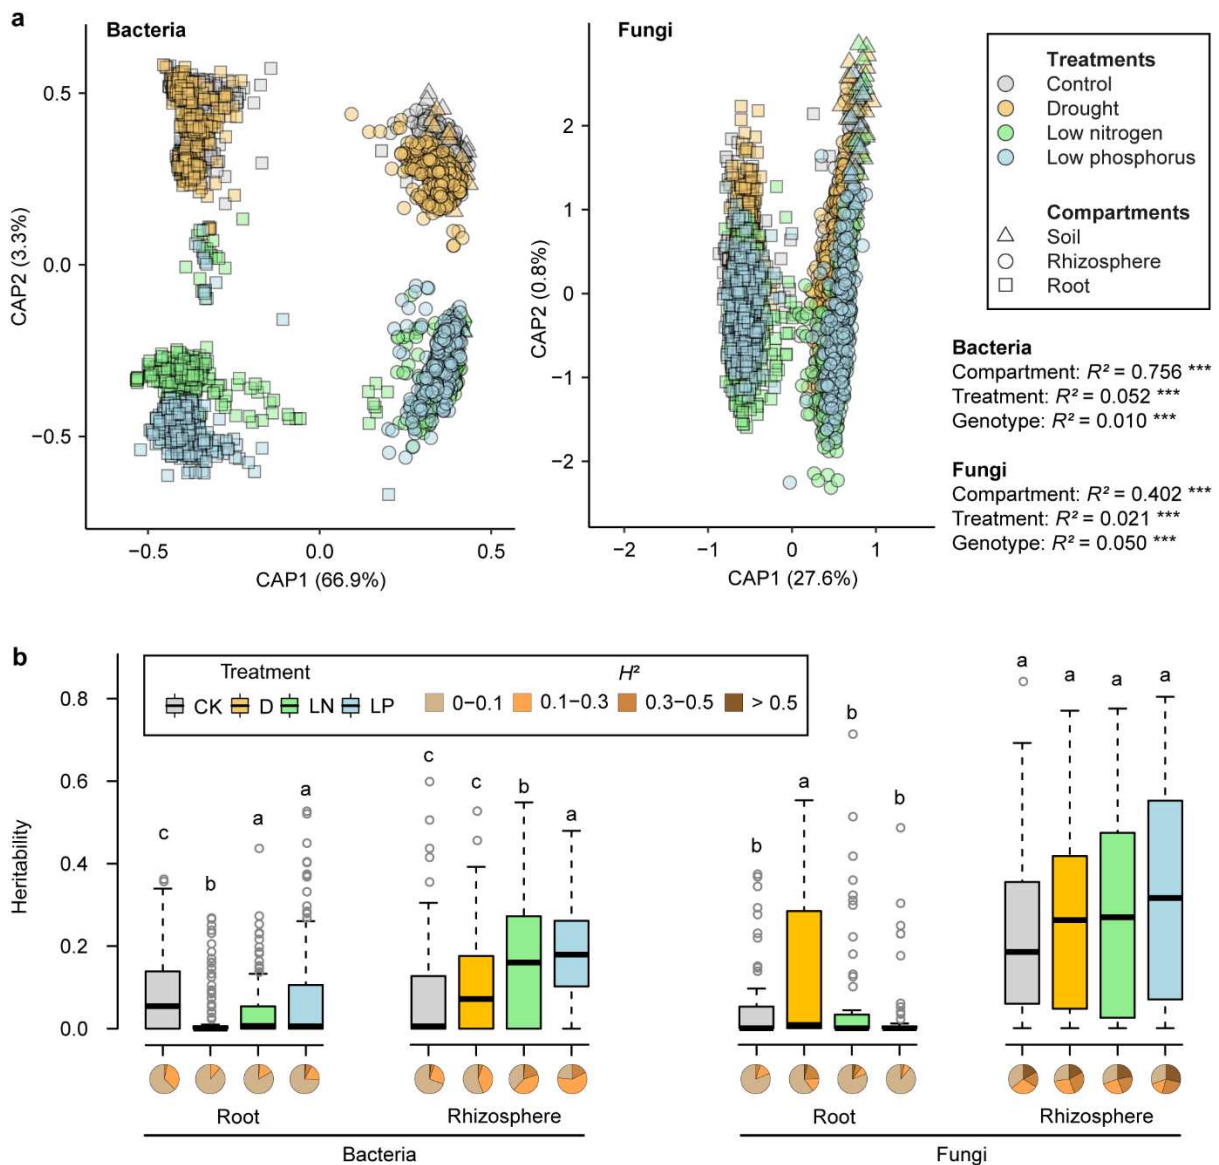 a
Bacteria
0.5
0.0
−0.5
CAP2 (3.3%)
−0.5
0.0
0.5
CAP1 (66.9%)
Fungi
2
1
0
−1
−2
CAP2 (0.8%)
−2
−1
0
1
CAP1 (27.6%)
Treatments
Control
Drought
Low nitrogen
Low phosphorus
Compartments
Soil
Rhizosphere
Root
Bacteria
Compartment: R² = 0.756 ***
Treatment: R² = 0.052 ***
Genotype: R² = 0.010 ***
Fungi
Compartment: R² = 0.402 ***
Treatment: R² = 0.021 ***
Genotype: R² = 0.050 ***
b
Treatment
H²
CK D LN LP
0−0.1 0.1−0.3 0.3−0.5 > 0.5
0.8
0.6
0.4
0.2
0.0
Heritability
c b a a
c c b a
b a b b
a a a a
Root Rhizosphere Root Rhizosphere
Bacteria Fungi